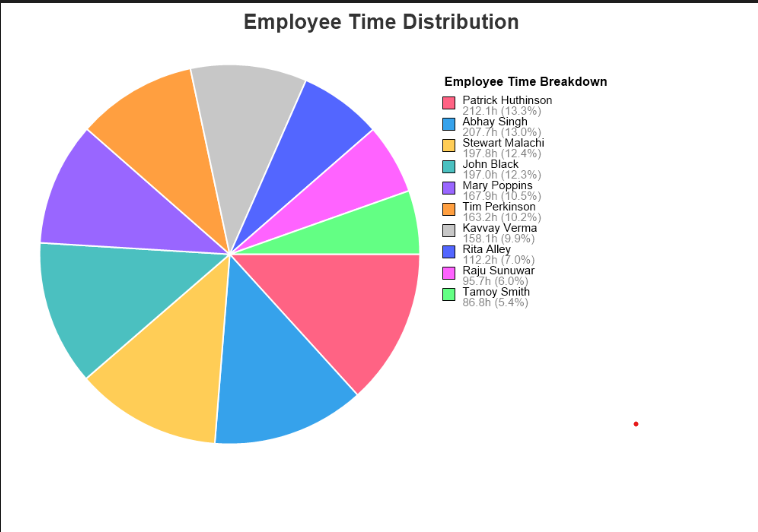 Employee Time Distribution
Employee Time Breakdown
Patrick Huthinson
212.1h (13.3%)
Abhay Singh
207.7h (13.0%)
Stewart Malachi
197.8h (12.4%)
John Black
197.0h (12.3%)
Mary Poppins
167.9h (10.5%)
Tim Perkinson
163.2h (10.2%)
Kavvay Verma
158.1h (9.9%)
Rita Alley
112.2h (7.0%)
Raju Sunuwar
95.7h (6.0%)
Tamoy Smith
86.8h (5.4%)